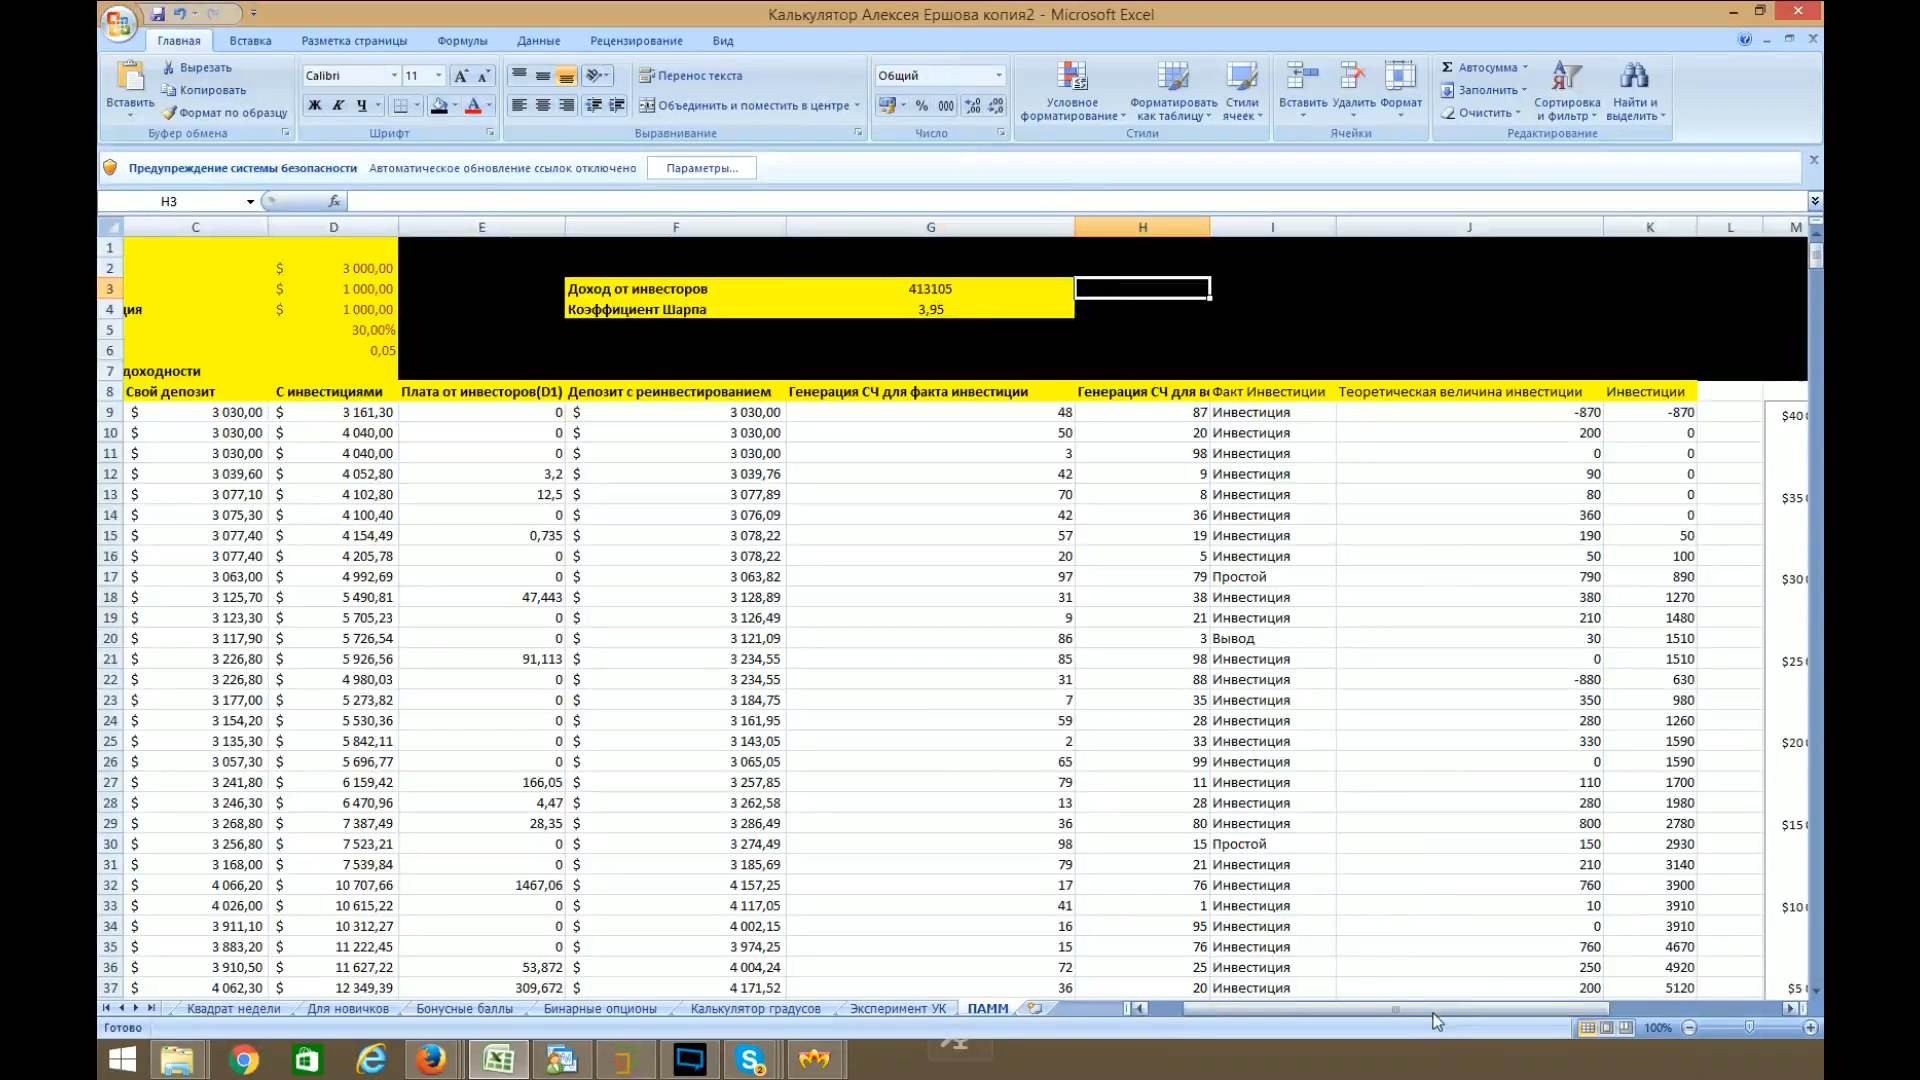 Калькулятор Алексея Ершова копия2 - Microsoft Excel
Главная Вставка Разметка страницы Формулы Данные Рецензирование Вид
Вставить Вырезать Копировать Формат по образцу
Буфер обмена
Calibri 11
Ж К Ч
Шрифт
Перенос текста
Объединить и поместить в центре
Выравнивание
Общий
% 000
Число
Условное форматирование Форматировать как таблицу Стили ячеек
Стили
Вставить Удалить Формат
Ячейки
Σ Автосумма
Заполнить
Очистить
Сортировка и фильтр Найти и выделить
Редактирование
Предупреждение системы безопасности Автоматическое обновление ссылок отключено Параметры...
H3 fx
C D E F G H I J K L M
1
2 $ 3 000,00
3 $ 1 000,00 Доход от инвесторов 413105
4 ция $ 1 000,00 Коэффициент Шарпа 3,95
5 30,00%
6 0,05
7 доходности
8 Свой депозит С инвестициями Плата от инвесторов(D1) Депозит с реинвестированием Генерация СЧ для факта инвестиции Генерация СЧ для в Факт Инвестиции Теоретическая величина инвестиции Инвестиции
9 $ 3 030,00 $ 3 161,30 0 $ 3 030,00 48 87 Инвестиция -870 -870 $40
10 $ 3 030,00 $ 4 040,00 0 $ 3 030,00 50 20 Инвестиция 200 0
11 $ 3 030,00 $ 4 040,00 0 $ 3 030,00 3 98 Инвестиция 0 0
12 $ 3 039,60 $ 4 052,80 3,2 $ 3 039,76 42 9 Инвестиция 90 0
13 $ 3 077,10 $ 4 102,80 12,5 $ 3 077,89 70 8 Инвестиция 80 0 $35
14 $ 3 075,30 $ 4 100,40 0 $ 3 076,09 42 36 Инвестиция 360 0
15 $ 3 077,40 $ 4 154,49 0,735 $ 3 078,22 57 19 Инвестиция 190 50
16 $ 3 077,40 $ 4 205,78 0 $ 3 078,22 20 5 Инвестиция 50 100
17 $ 3 063,00 $ 4 992,69 0 $ 3 063,82 97 79 Простой 790 890 $30
18 $ 3 125,70 $ 5 490,81 47,443 $ 3 128,89 31 38 Инвестиция 380 1270
19 $ 3 123,30 $ 5 705,23 0 $ 3 126,49 9 21 Инвестиция 210 1480
20 $ 3 117,90 $ 5 726,54 0 $ 3 121,09 86 3 Вывод 30 1510
21 $ 3 226,80 $ 5 926,56 91,113 $ 3 234,55 85 98 Инвестиция 0 1510 $25
22 $ 3 226,80 $ 4 980,03 0 $ 3 234,55 31 88 Инвестиция -880 630
23 $ 3 177,00 $ 5 273,82 0 $ 3 184,75 7 35 Инвестиция 350 980
24 $ 3 154,20 $ 5 530,36 0 $ 3 161,95 59 28 Инвестиция 280 1260
25 $ 3 135,30 $ 5 842,11 0 $ 3 143,05 2 33 Инвестиция 330 1590 $20
26 $ 3 057,30 $ 5 696,77 0 $ 3 065,05 65 99 Инвестиция 0 1590
27 $ 3 241,80 $ 6 159,42 166,05 $ 3 257,85 79 11 Инвестиция 110 1700
28 $ 3 246,30 $ 6 470,96 4,47 $ 3 262,58 13 28 Инвестиция 280 1980
29 $ 3 268,80 $ 7 387,49 28,35 $ 3 286,49 36 80 Инвестиция 800 2780 $15
30 $ 3 256,80 $ 7 523,21 0 $ 3 274,49 98 15 Простой 150 2930
31 $ 3 168,00 $ 7 539,84 0 $ 3 185,69 79 21 Инвестиция 210 3140
32 $ 4 066,20 $ 10 707,66 1467,06 $ 4 157,25 17 76 Инвестиция 760 3900
33 $ 4 026,00 $ 10 615,22 0 $ 4 117,05 41 1 Инвестиция 10 3910 $10
34 $ 3 911,10 $ 10 312,27 0 $ 4 002,15 16 95 Инвестиция 0 3910
35 $ 3 883,20 $ 11 222,45 0 $ 3 974,25 15 76 Инвестиция 760 4670
36 $ 3 910,50 $ 11 627,22 53,872 $ 4 004,24 72 25 Инвестиция 250 4920
37 $ 4 062,30 $ 12 349,39 309,672 $ 4 171,52 36 20 Инвестиция 200 5120 $5
Квадрат недели Для новичков Бонусные баллы Бинарные опционы Калькулятор градусов Эксперимент УК ПАММ
Готово 100%
2